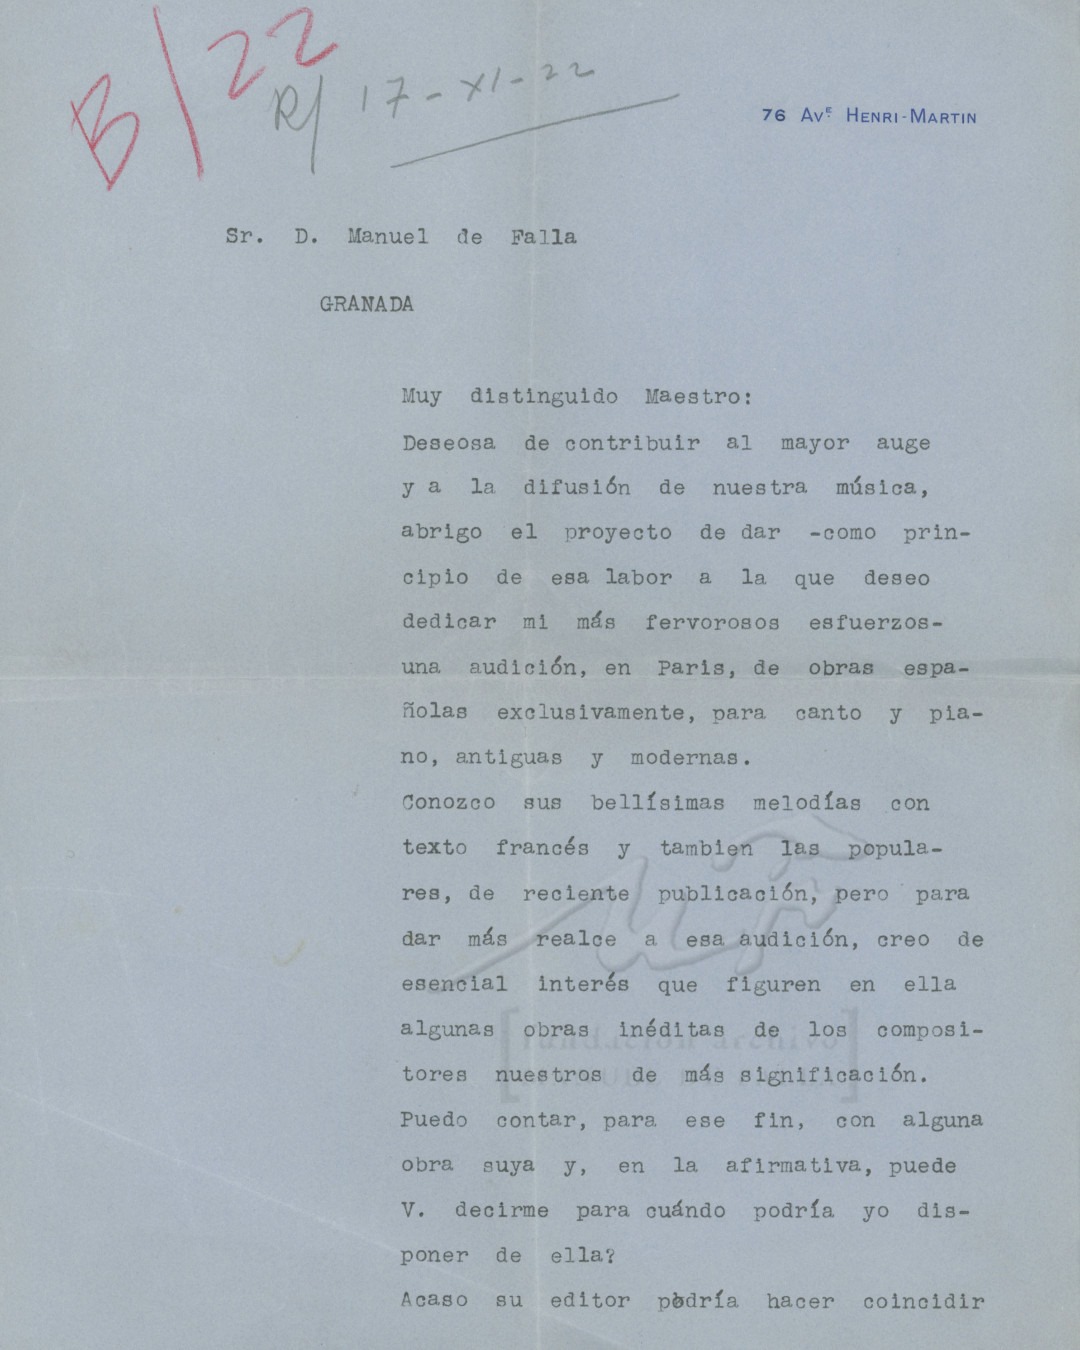 B/22
R/ 17-XI-22
76 Avᴱ Henri-Martin
Sr. D. Manuel de Falla
GRANADA
Muy distinguido Maestro:
Deseosa de contribuir al mayor auge
y a la difusión de nuestra música,
abrigo el proyecto de dar -como prin-
cipio de esa labor a la que deseo
dedicar mi más fervorosos esfuerzos-
una audición, en Paris, de obras espa-
ñolas exclusivamente, para canto y pia-
no, antiguas y modernas.
Conozco sus bellísimas melodías con
texto francés y tambien las popula-
res, de reciente publicación, pero para
dar más realce a esa audición, creo de
esencial interés que figuren en ella
algunas obras inéditas de los composi-
[fundación archivo]
tores nuestros de más significación.
Puedo contar, para ese fin, con alguna
obra suya y, en la afirmativa, puede
V. decirme para cuándo podría yo dis-
poner de ella?
Acaso su editor podría hacer coincidir